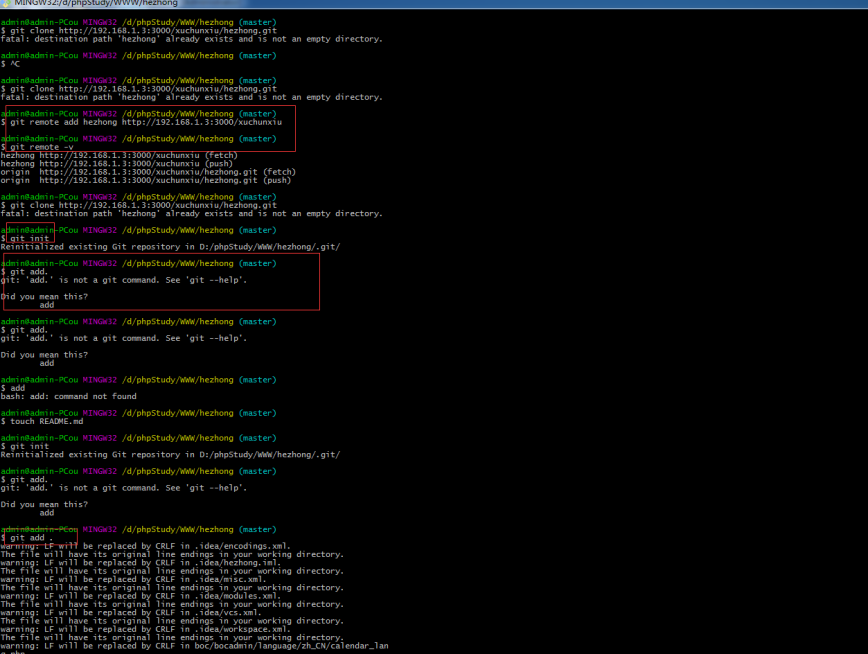 MINGW32:/d/phpStudy/WWW/hezhong
admin@admin-PCou MINGW32 /d/phpStudy/WWW/hezhong (master)
$ git clone http://192.168.1.3:3000/xuchunxiu/hezhong.git
fatal: destination path 'hezhong' already exists and is not an empty directory.
admin@admin-PCou MINGW32 /d/phpStudy/WWW/hezhong (master)
$ ^C
admin@admin-PCou MINGW32 /d/phpStudy/WWW/hezhong (master)
$ git clone http://192.168.1.3:3000/xuchunxiu/hezhong.git
fatal: destination path 'hezhong' already exists and is not an empty directory.
admin@admin-PCou MINGW32 /d/phpStudy/WWW/hezhong (master)
$ git remote add hezhong http://192.168.1.3:3000/xuchunxiu
admin@admin-PCou MINGW32 /d/phpStudy/WWW/hezhong (master)
$ git remote -v
hezhong http://192.168.1.3:3000/xuchunxiu (fetch)
hezhong http://192.168.1.3:3000/xuchunxiu (push)
origin  http://192.168.1.3:3000/xuchunxiu/hezhong.git (fetch)
origin  http://192.168.1.3:3000/xuchunxiu/hezhong.git (push)
admin@admin-PCou MINGW32 /d/phpStudy/WWW/hezhong (master)
$ git clone http://192.168.1.3:3000/xuchunxiu/hezhong.git
fatal: destination path 'hezhong' already exists and is not an empty directory.
admin@admin-PCou MINGW32 /d/phpStudy/WWW/hezhong (master)
$ git init
Reinitialized existing Git repository in D:/phpStudy/WWW/hezhong/.git/
admin@admin-PCou MINGW32 /d/phpStudy/WWW/hezhong (master)
$ git add.
git: 'add.' is not a git command. See 'git --help'.
Did you mean this?
add
admin@admin-PCou MINGW32 /d/phpStudy/WWW/hezhong (master)
$ git add.
git: 'add.' is not a git command. See 'git --help'.
Did you mean this?
add
admin@admin-PCou MINGW32 /d/phpStudy/WWW/hezhong (master)
$ add
bash: add: command not found
admin@admin-PCou MINGW32 /d/phpStudy/WWW/hezhong (master)
$ touch README.md
admin@admin-PCou MINGW32 /d/phpStudy/WWW/hezhong (master)
$ git init
Reinitialized existing Git repository in D:/phpStudy/WWW/hezhong/.git/
admin@admin-PCou MINGW32 /d/phpStudy/WWW/hezhong (master)
$ git add.
git: 'add.' is not a git command. See 'git --help'.
Did you mean this?
add
admin@admin-PCou MINGW32 /d/phpStudy/WWW/hezhong (master)
$ git add .
warning: LF will be replaced by CRLF in .idea/encodings.xml.
The file will have its original line endings in your working directory.
warning: LF will be replaced by CRLF in .idea/hezhong.iml.
The file will have its original line endings in your working directory.
warning: LF will be replaced by CRLF in .idea/misc.xml.
The file will have its original line endings in your working directory.
warning: LF will be replaced by CRLF in .idea/modules.xml.
The file will have its original line endings in your working directory.
warning: LF will be replaced by CRLF in .idea/vcs.xml.
The file will have its original line endings in your working directory.
warning: LF will be replaced by CRLF in .idea/workspace.xml.
The file will have its original line endings in your working directory.
warning: LF will be replaced by CRLF in boc/bocadmin/language/zh_CN/calendar_lan